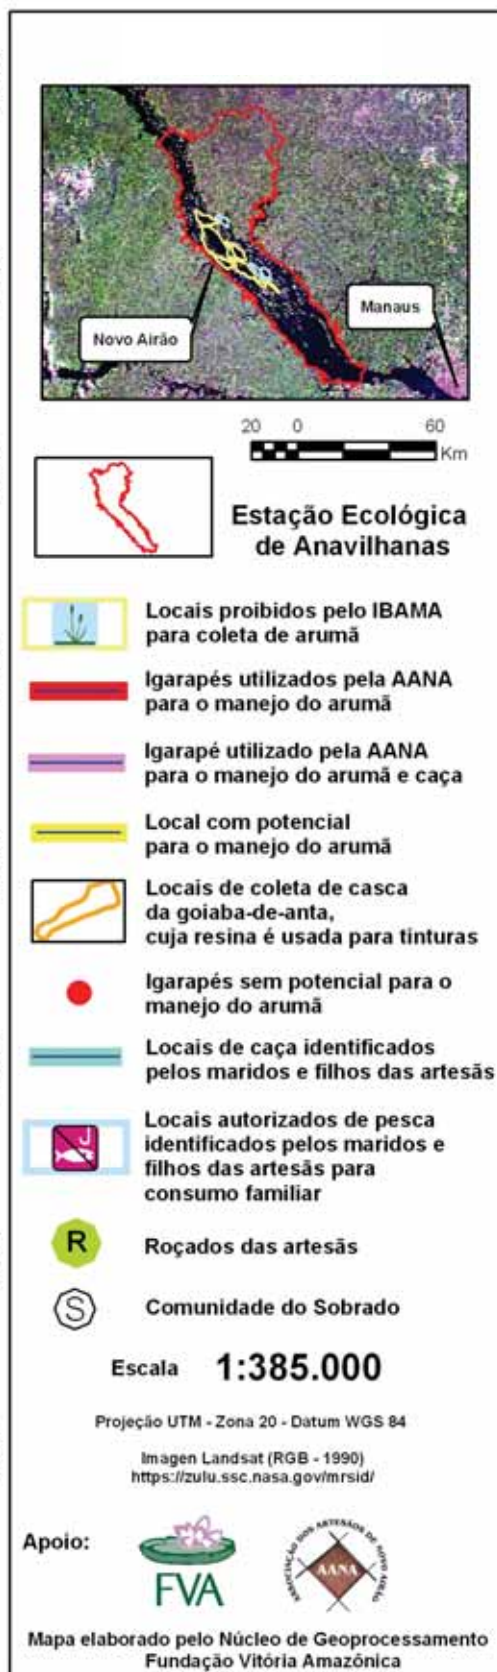 Novo Airão
Manaus
20 0 60
Km
Estação Ecológica
de Anavilhanas
Locais proibidos pelo IBAMA
para coleta de arumã
Igarapés utilizados pela AANA
para o manejo do arumã
Igarapé utilizado pela AANA
para o manejo do arumã e caça
Local com potencial
para o manejo do arumã
Locais de coleta de casca
da goiaba-de-anta,
cuja resina é usada para tinturas
Igarapés sem potencial para o
manejo do arumã
Locais de caça identificados
pelos maridos e filhos das artesãs
Locais autorizados de pesca
identificados pelos maridos e
filhos das artesãs para
consumo familiar
R Roçados das artesãs
S Comunidade do Sobrado
Escala 1:385.000
Projeção UTM - Zona 20 - Datum WGS 84
Imagen Landsat (RGB - 1990)
https://zulu.ssc.nasa.gov/mrsid/
Apoio:
FVA
ASSOCIAÇÃO DOS ARTESÃOS DE NOVO AIRÃO
AANA
Mapa elaborado pelo Núcleo de Geoprocessamento
Fundação Vitória Amazônica